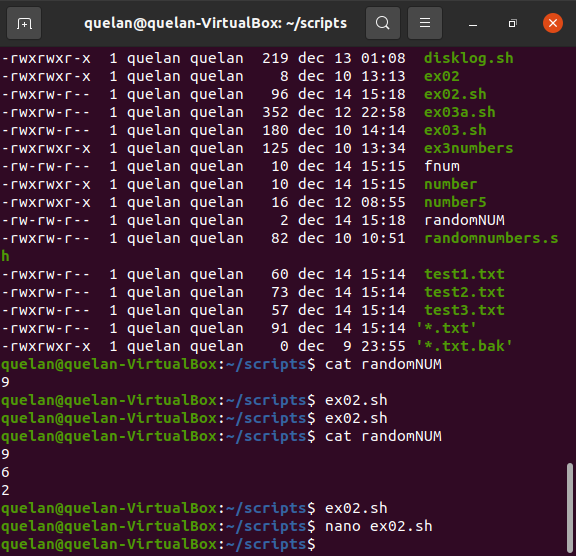 quelan@quelan-VirtualBox: ~/scripts
-rwxrwxr-x 1 quelan quelan 219 dec 13 01:08 disklog.sh
-rwxrwxr-x 1 quelan quelan 8 dec 10 13:13 ex02
-rwxrw-r-- 1 quelan quelan 96 dec 14 15:18 ex02.sh
-rwxrwxr-x 1 quelan quelan 352 dec 12 22:58 ex03a.sh
-rwxrwxr-x 1 quelan quelan 180 dec 10 14:14 ex03.sh
-rwxrwxr-x 1 quelan quelan 125 dec 10 13:34 ex3numbers
-rw-rw-r-- 1 quelan quelan 10 dec 14 15:15 fnum
-rwxrwxr-x 1 quelan quelan 10 dec 14 15:15 number
-rwxrwxr-x 1 quelan quelan 16 dec 12 08:55 number5
-rw-rw-r-- 1 quelan quelan 2 dec 14 15:18 randomNUM
-rwxrw-r-- 1 quelan quelan 82 dec 10 10:51 randomnumbers.s
h
-rwxrw-r-- 1 quelan quelan 60 dec 14 15:14 test1.txt
-rwxrw-r-- 1 quelan quelan 73 dec 14 15:14 test2.txt
-rwxrw-r-- 1 quelan quelan 57 dec 14 15:14 test3.txt
-rwxrw-r-- 1 quelan quelan 91 dec 14 15:14 '*.txt'
-rwxrwxr-x 1 quelan quelan 0 dec 9 23:55 '*.txt.bak'
quelan@quelan-VirtualBox:~/scripts$ cat randomNUM
9
quelan@quelan-VirtualBox:~/scripts$ ex02.sh
quelan@quelan-VirtualBox:~/scripts$ ex02.sh
quelan@quelan-VirtualBox:~/scripts$ cat randomNUM
9
6
2
quelan@quelan-VirtualBox:~/scripts$ ex02.sh
quelan@quelan-VirtualBox:~/scripts$ nano ex02.sh
quelan@quelan-VirtualBox:~/scripts$